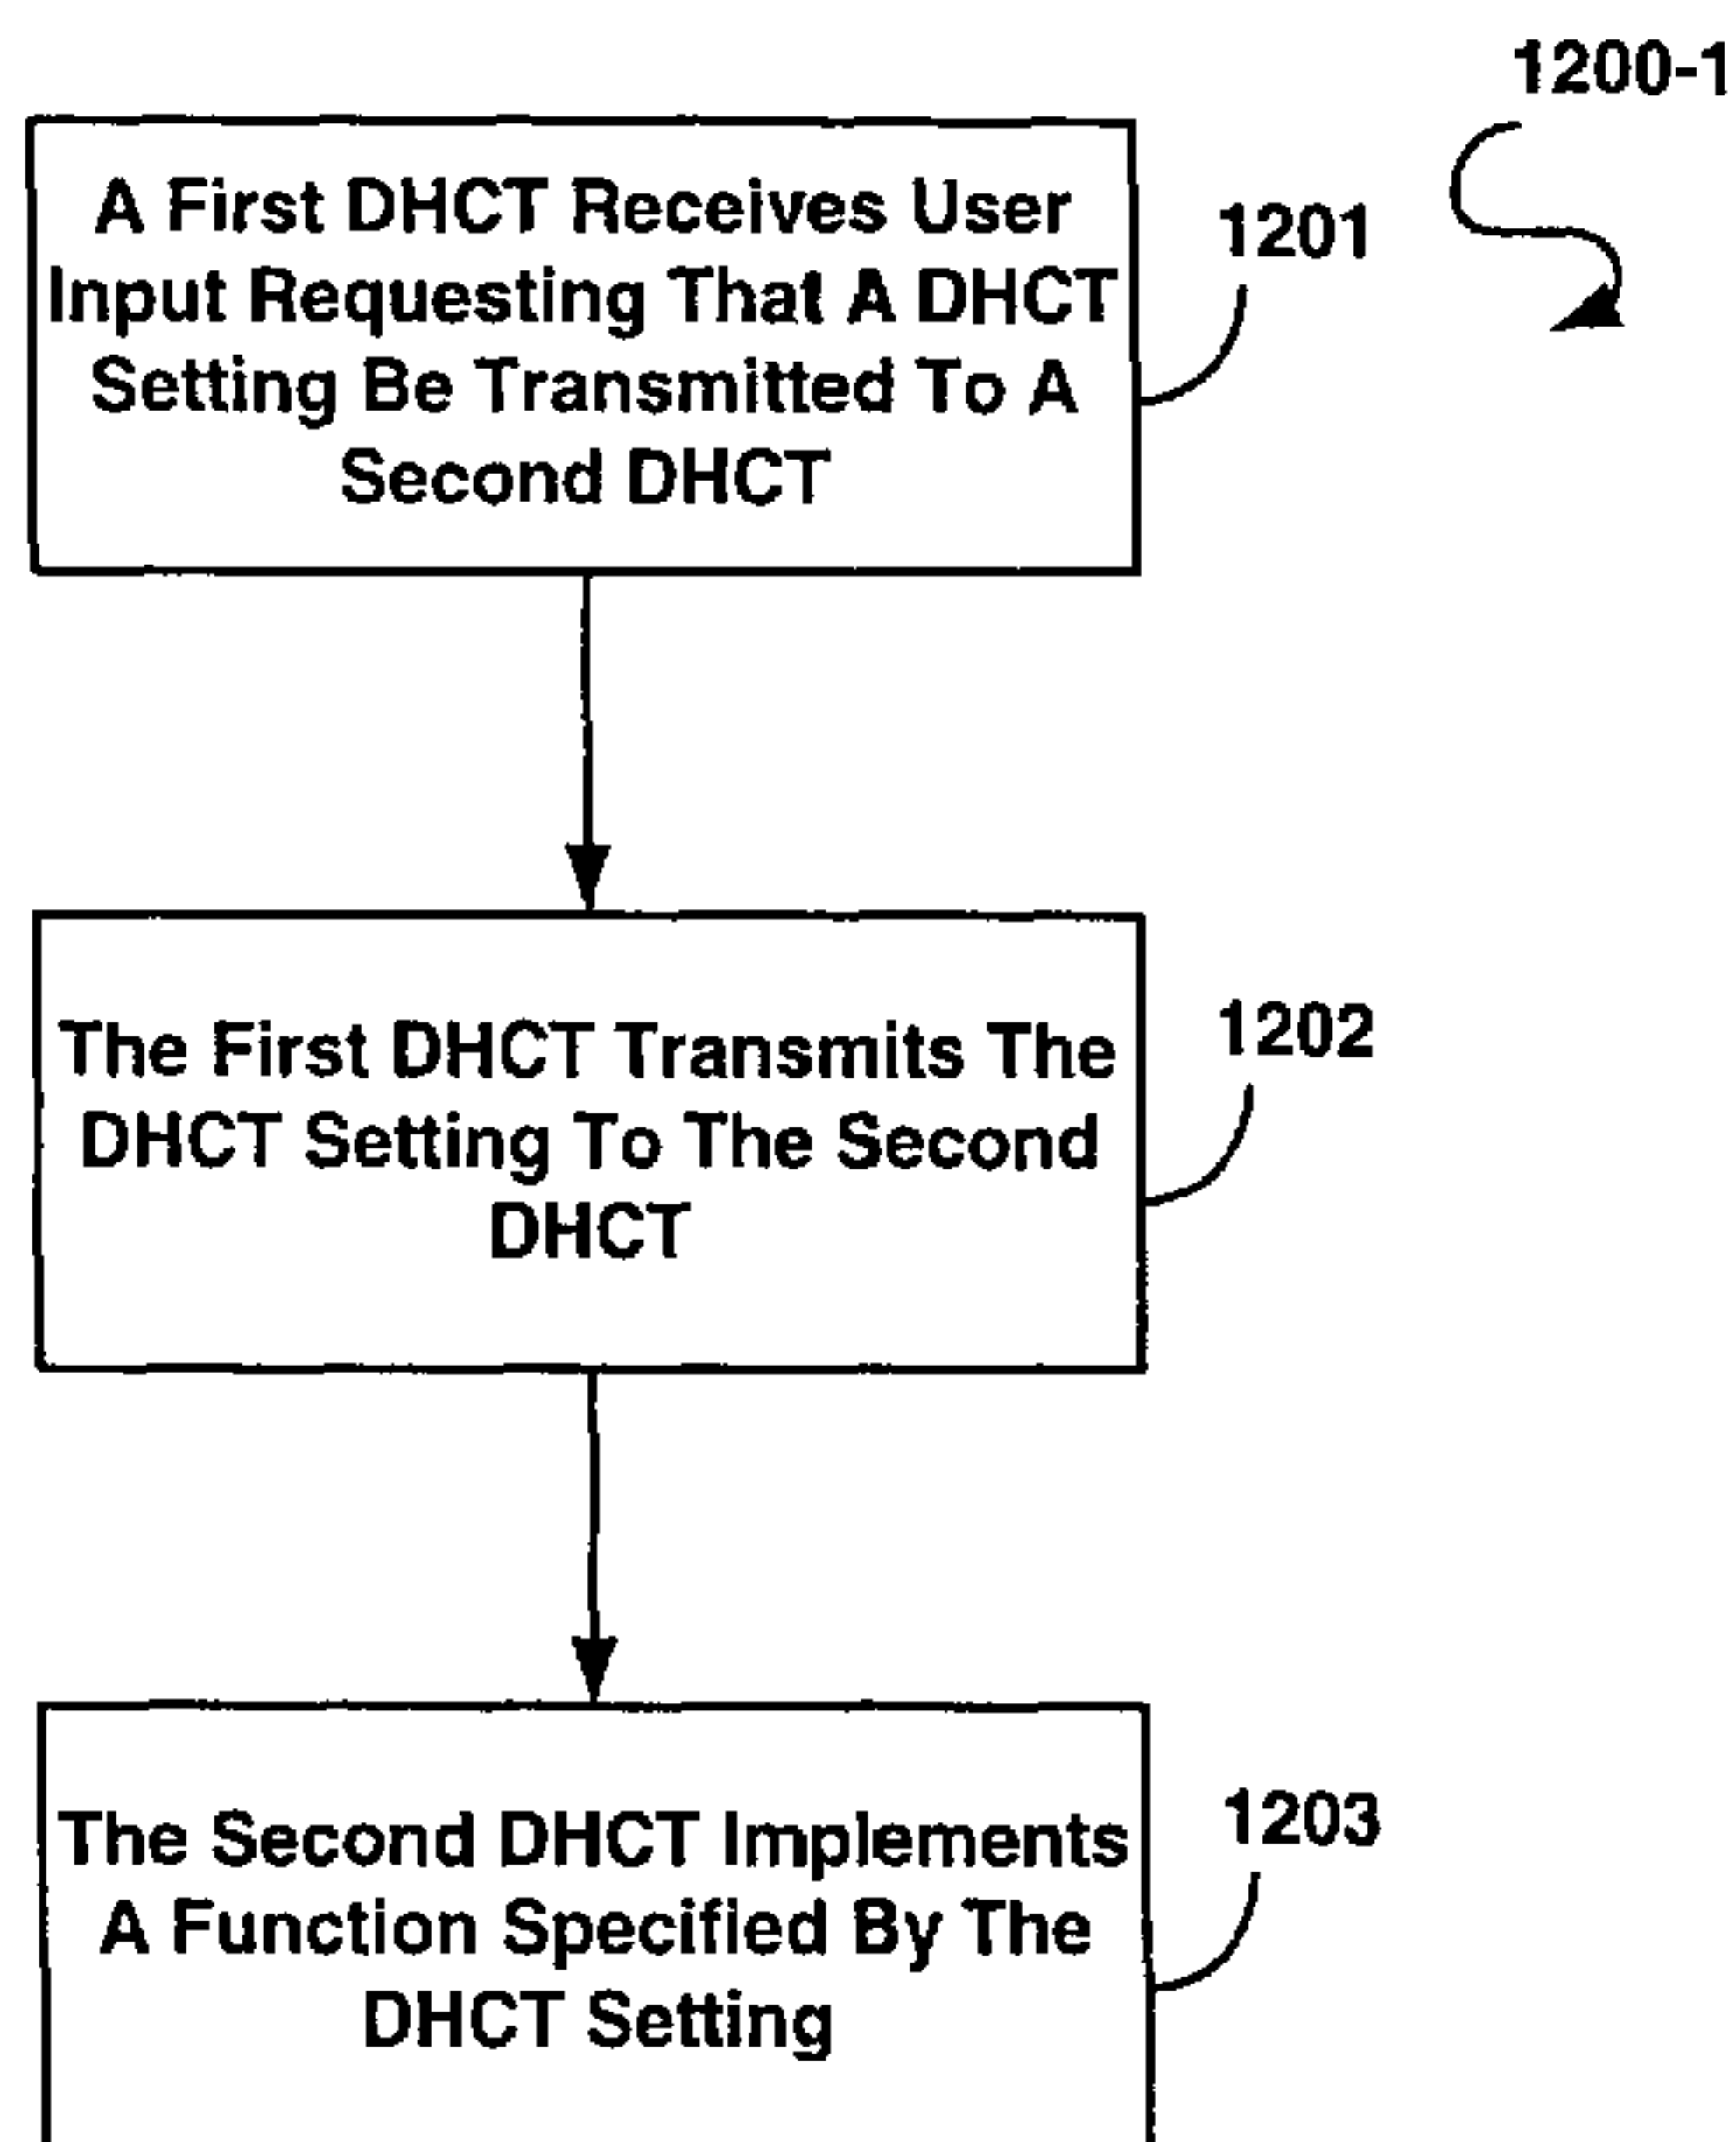 1200-1
A First DHCT Receives User
Input Requesting That A DHCT
Setting Be Transmitted To A
Second DHCT
1201
The First DHCT Transmits The
DHCT Setting To The Second
DHCT
1202
The Second DHCT Implements
A Function Specified By The
DHCT Setting
1203